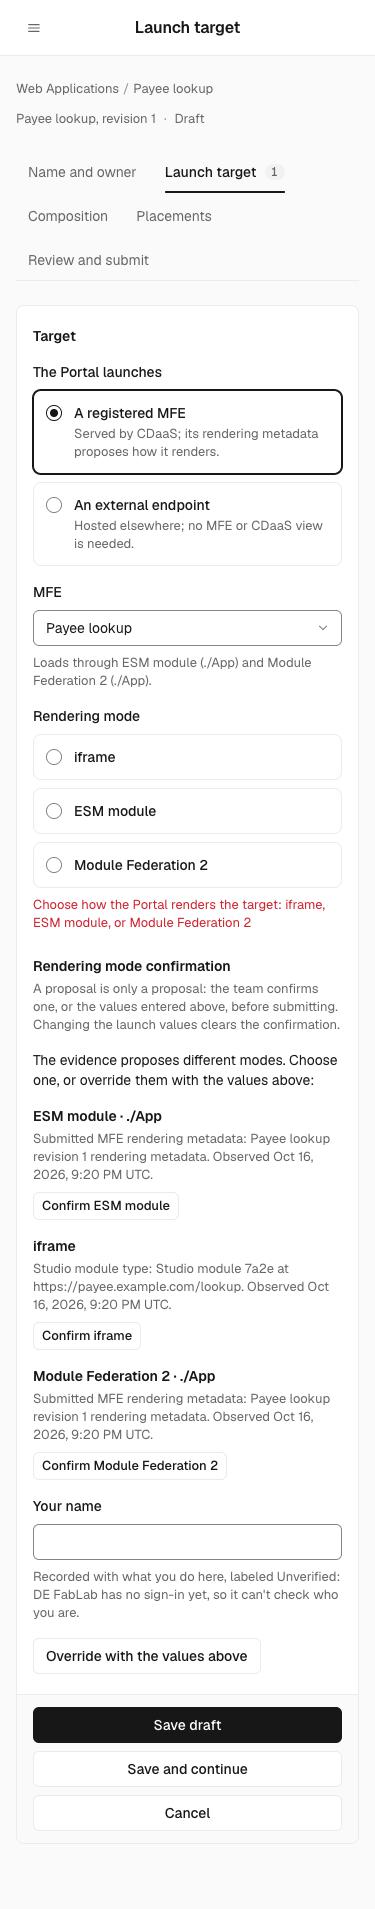 Launch target
Web Applications / Payee lookup
Payee lookup, revision 1 · Draft
Name and owner
Launch target 1
Composition
Placements
Review and submit
Target
The Portal launches
A registered MFE
Served by CDaaS; its rendering metadata
proposes how it renders.
An external endpoint
Hosted elsewhere; no MFE or CDaaS view
is needed.
MFE
Payee lookup
Loads through ESM module (./App) and Module
Federation 2 (./App).
Rendering mode
iframe
ESM module
Module Federation 2
Choose how the Portal renders the target: iframe,
ESM module, or Module Federation 2
Rendering mode confirmation
A proposal is only a proposal: the team confirms
one, or the values entered above, before submitting.
Changing the launch values clears the confirmation.
The evidence proposes different modes. Choose
one, or override them with the values above:
ESM module · ./App
Submitted MFE rendering metadata: Payee lookup
revision 1 rendering metadata. Observed Oct 16,
2026, 9:20 PM UTC.
Confirm ESM module
iframe
Studio module type: Studio module 7a2e at
https://payee.example.com/lookup. Observed Oct
16, 2026, 9:20 PM UTC.
Confirm iframe
Module Federation 2 · ./App
Submitted MFE rendering metadata: Payee lookup
revision 1 rendering metadata. Observed Oct 16,
2026, 9:20 PM UTC.
Confirm Module Federation 2
Your name
Recorded with what you do here, labeled Unverified:
DE FabLab has no sign-in yet, so it can't check who
you are.
Override with the values above
Save draft
Save and continue
Cancel